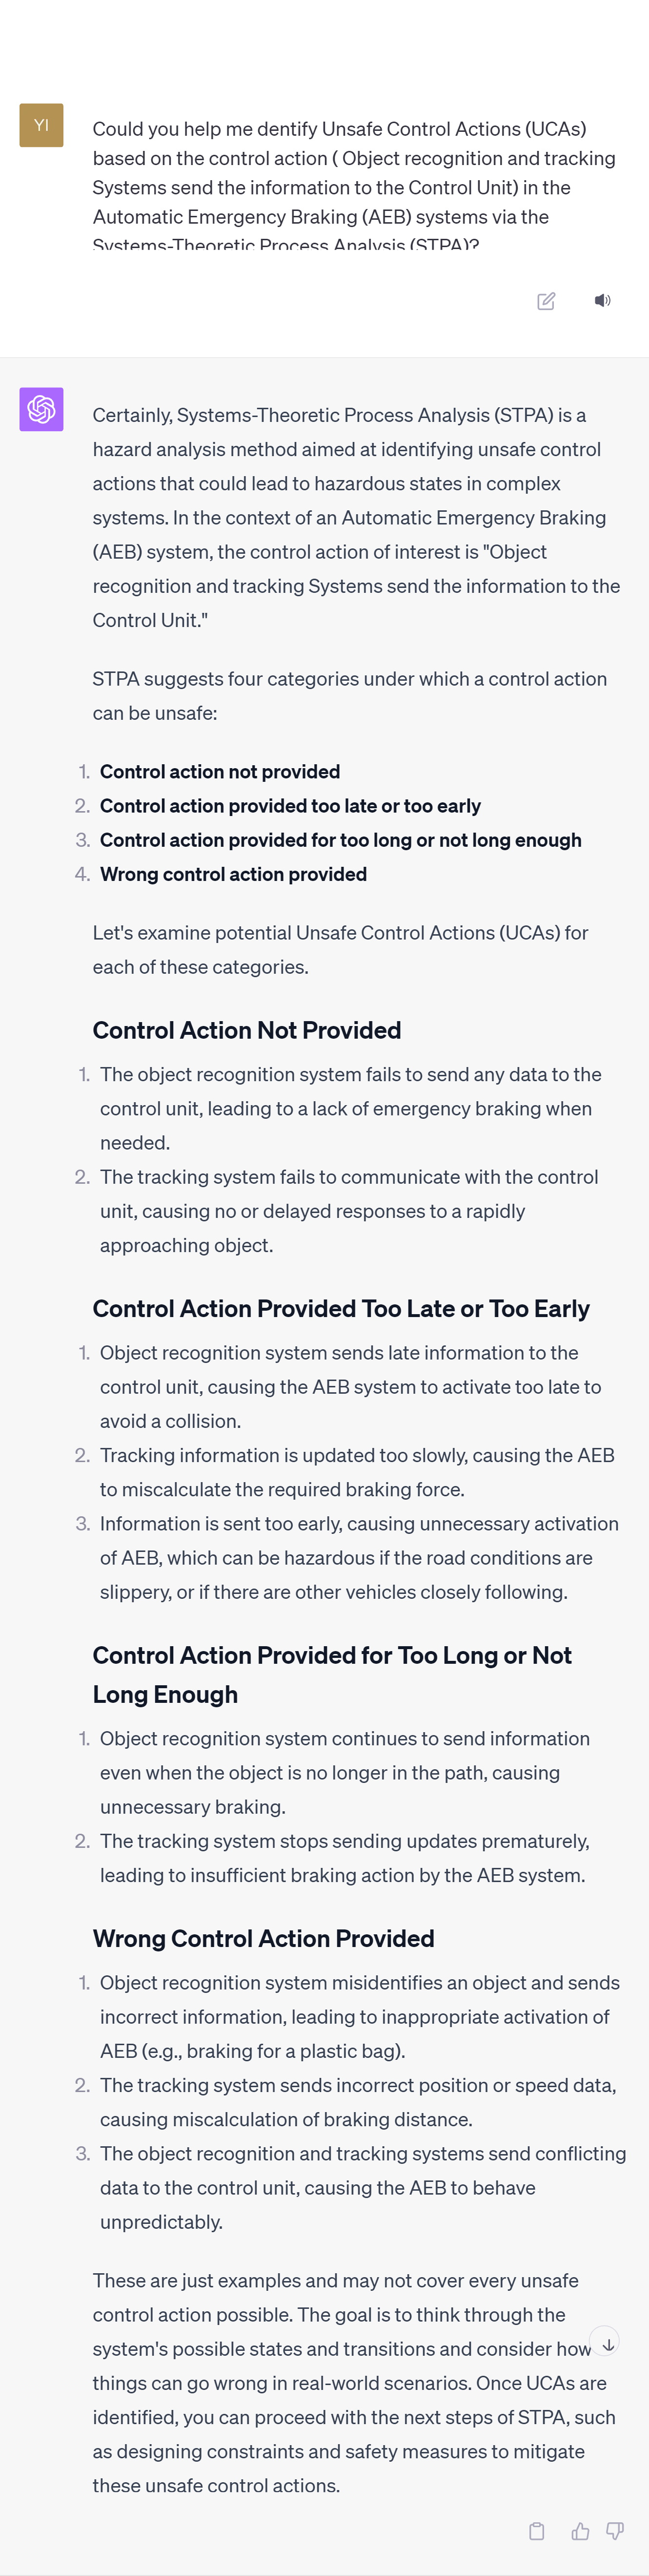 YI
Could you help me dentify Unsafe Control Actions (UCAs)
based on the control action ( Object recognition and tracking
Systems send the information to the Control Unit) in the
Automatic Emergency Braking (AEB) systems via the
Systems-Theoretic Process Analysis (STPA)?
Certainly, Systems-Theoretic Process Analysis (STPA) is a
hazard analysis method aimed at identifying unsafe control
actions that could lead to hazardous states in complex
systems. In the context of an Automatic Emergency Braking
(AEB) system, the control action of interest is "Object
recognition and tracking Systems send the information to the
Control Unit."
STPA suggests four categories under which a control action
can be unsafe:
1. Control action not provided
2. Control action provided too late or too early
3. Control action provided for too long or not long enough
4. Wrong control action provided
Let's examine potential Unsafe Control Actions (UCAs) for
each of these categories.
Control Action Not Provided
1. The object recognition system fails to send any data to the
control unit, leading to a lack of emergency braking when
needed.
2. The tracking system fails to communicate with the control
unit, causing no or delayed responses to a rapidly
approaching object.
Control Action Provided Too Late or Too Early
1. Object recognition system sends late information to the
control unit, causing the AEB system to activate too late to
avoid a collision.
2. Tracking information is updated too slowly, causing the AEB
to miscalculate the required braking force.
3. Information is sent too early, causing unnecessary activation
of AEB, which can be hazardous if the road conditions are
slippery, or if there are other vehicles closely following.
Control Action Provided for Too Long or Not
Long Enough
1. Object recognition system continues to send information
even when the object is no longer in the path, causing
unnecessary braking.
2. The tracking system stops sending updates prematurely,
leading to insufficient braking action by the AEB system.
Wrong Control Action Provided
1. Object recognition system misidentifies an object and sends
incorrect information, leading to inappropriate activation of
AEB (e.g., braking for a plastic bag).
2. The tracking system sends incorrect position or speed data,
causing miscalculation of braking distance.
3. The object recognition and tracking systems send conflicting
data to the control unit, causing the AEB to behave
unpredictably.
These are just examples and may not cover every unsafe
control action possible. The goal is to think through the
system's possible states and transitions and consider how
things can go wrong in real-world scenarios. Once UCAs are
identified, you can proceed with the next steps of STPA, such
as designing constraints and safety measures to mitigate
these unsafe control actions.